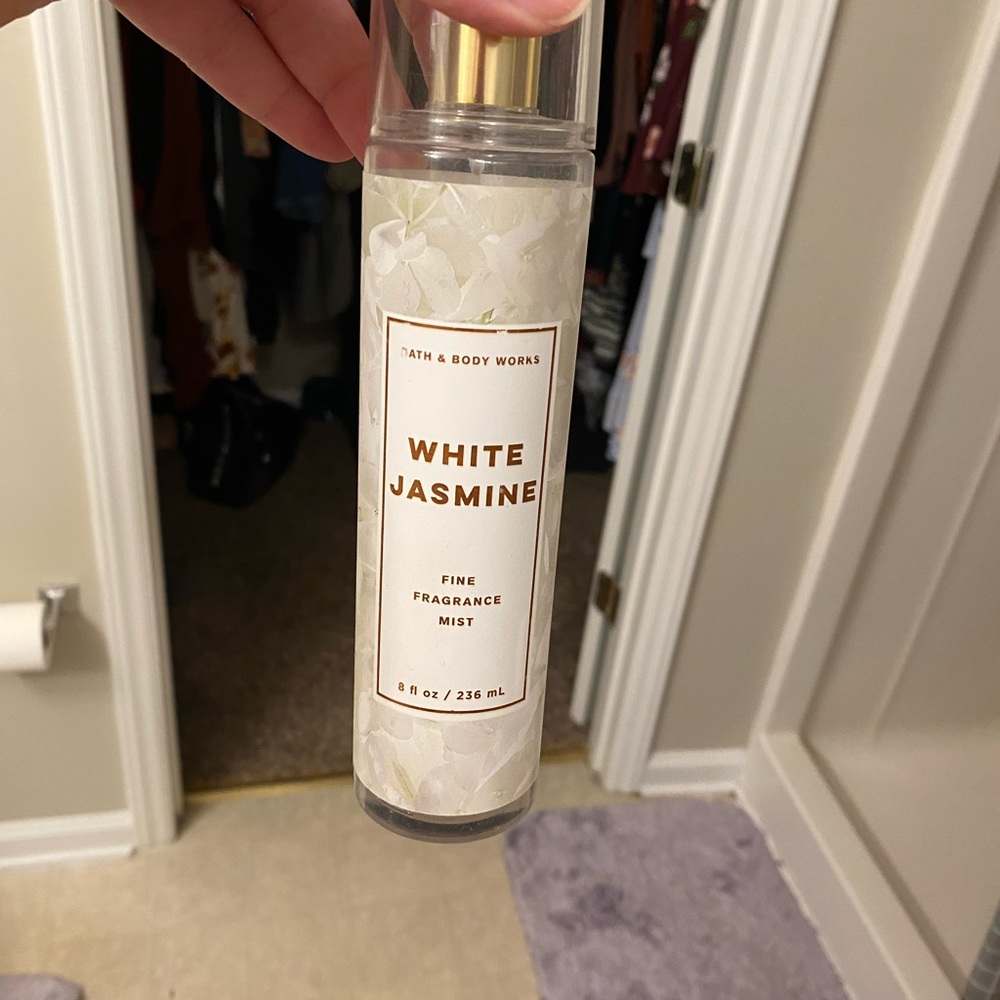 BATH & BODY WORKS
WHITE
JASMINE
FINE
FRAGRANCE
MIST
8 fl oz / 236 mL